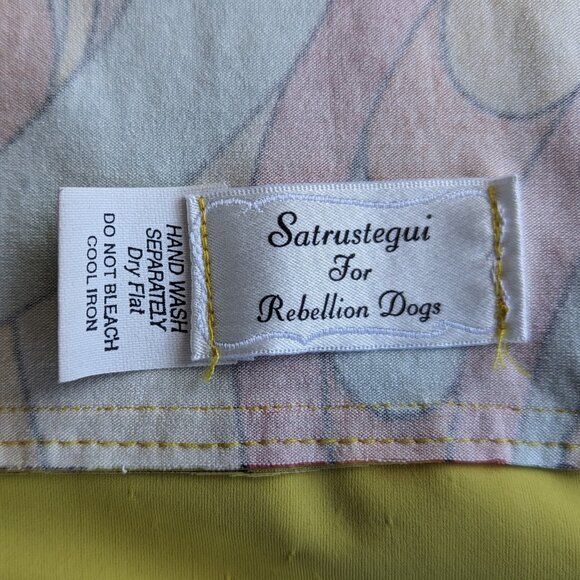 Satrustegui
For
Rebellion Dogs
HAND WASH
SEPARATELY
Dry Flat
DO NOT BLEACH
COOL IRON